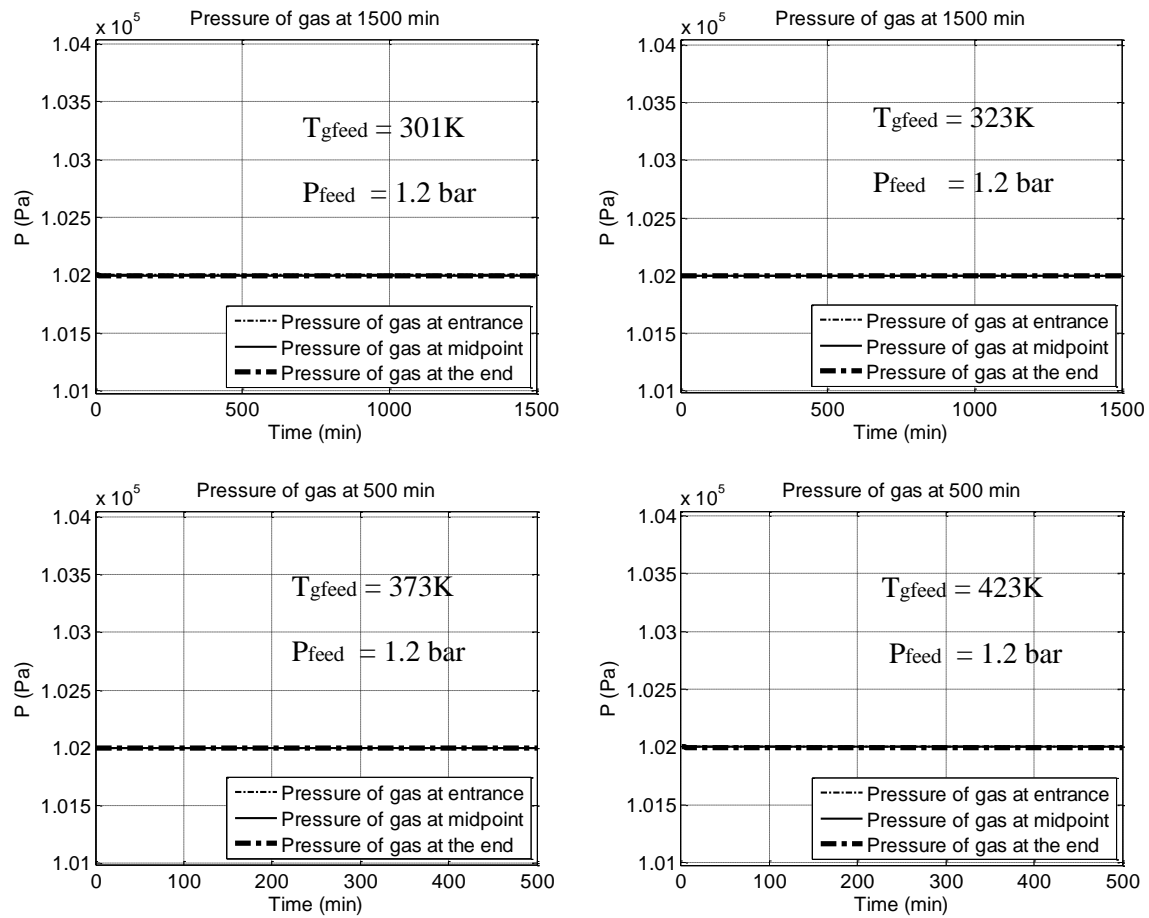 Pressure of gas at 1500 min
x 10^5
1.04
1.035
1.03
1.025
1.02
1.015
1.01
P (Pa)
Tgfeed = 301K
Pfeed = 1.2 bar
Pressure of gas at entrance
Pressure of gas at midpoint
Pressure of gas at the end
0 500 1000 1500
Time (min)
Pressure of gas at 1500 min
x 10^5
1.04
1.035
1.03
1.025
1.02
1.015
1.01
P (Pa)
Tgfeed = 323K
Pfeed = 1.2 bar
Pressure of gas at entrance
Pressure of gas at midpoint
Pressure of gas at the end
0 500 1000 1500
Time (min)
Pressure of gas at 500 min
x 10^5
1.04
1.035
1.03
1.025
1.02
1.015
1.01
P (Pa)
Tgfeed = 373K
Pfeed = 1.2 bar
Pressure of gas at entrance
Pressure of gas at midpoint
Pressure of gas at the end
0 100 200 300 400 500
Time (min)
Pressure of gas at 500 min
x 10^5
1.04
1.035
1.03
1.025
1.02
1.015
1.01
P (Pa)
Tgfeed = 423K
Pfeed = 1.2 bar
Pressure of gas at entrance
Pressure of gas at midpoint
Pressure of gas at the end
0 100 200 300 400 500
Time (min)